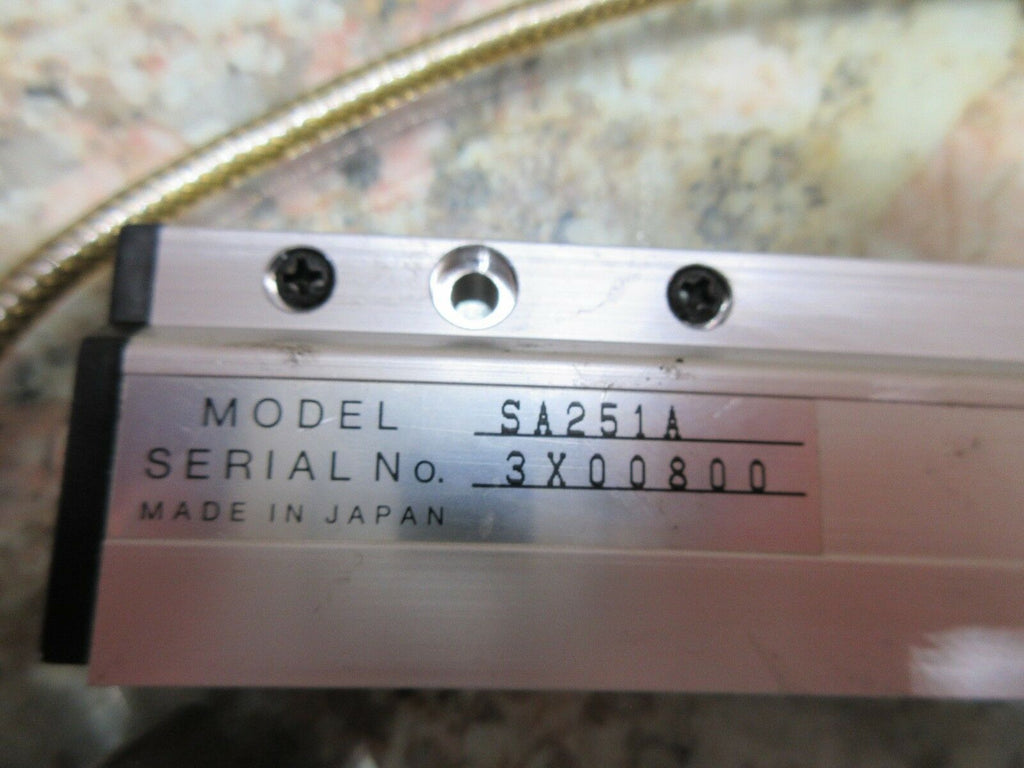 MODEL SA251A
SERIAL No. 3X00800
MADE IN JAPAN